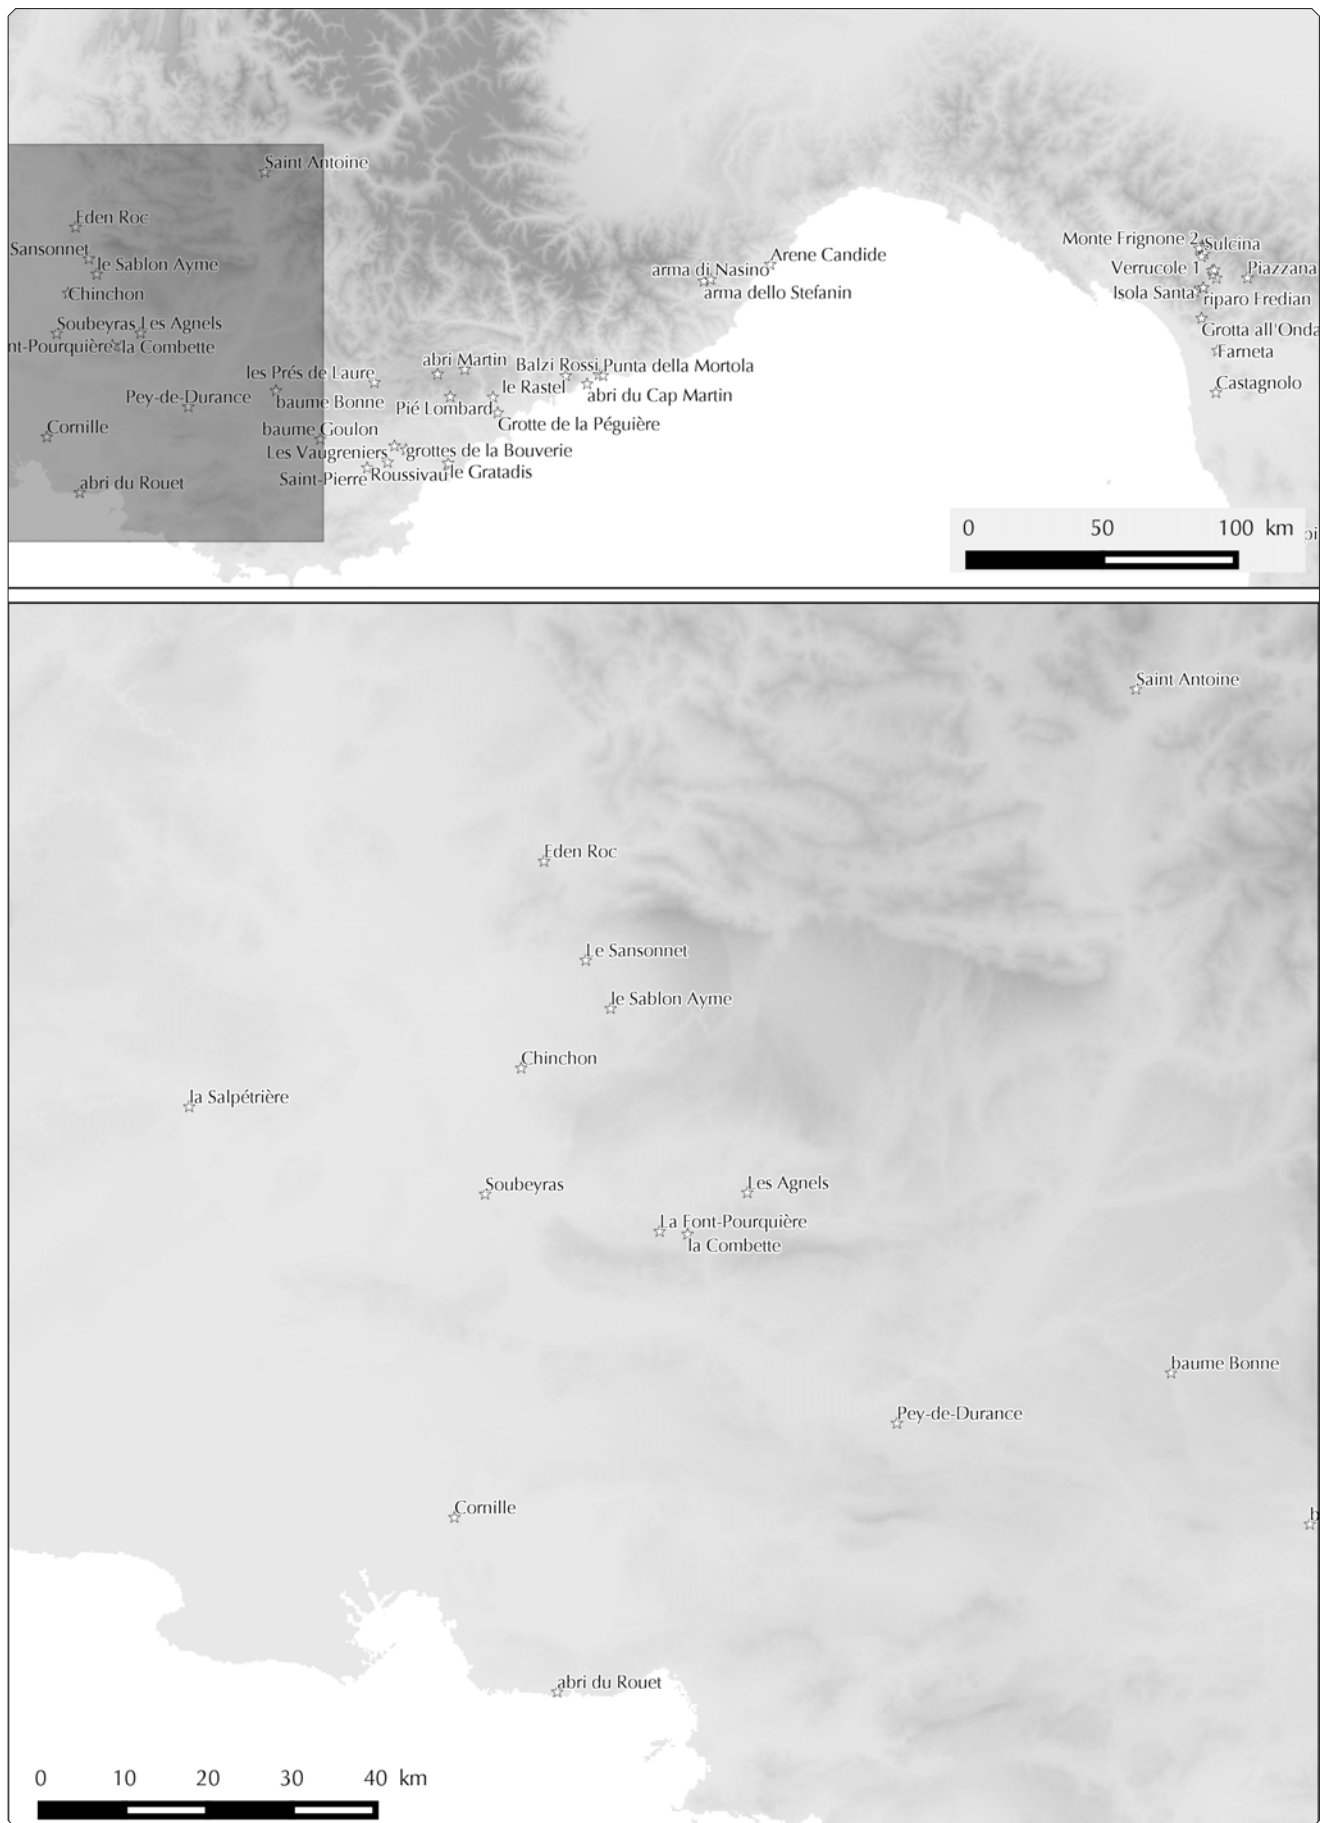 Saint Antoine
Eden Roc
Sansonnet
le Sablon Ayme
Chinchon
Soubeyras
Les Agnels
nt-Pourquière
la Combette
les Prés de Laure
baume Bonne
Pey-de-Durance
Cornille
baume Goulon
Les Vaugreniers
grottes de la Bouverie
Saint-Pierre
Roussivau
le Gratadis
abri du Rouet
abri Martin
Balzi Rossi
Punta della Mortola
le Rastel
abri du Cap Martin
Pié Lombard
Grotte de la Péguière
Arene Candide
arma di Nasino
arma dello Stefanin
Monte Frignone 2
Sulcina
Verrucole 1
Piazzana
Isola Santa
riparo Fredian
Grotta all'Onda
Farneta
Castagnolo
0 50 100 km
Saint Antoine
Eden Roc
Le Sansonnet
le Sablon Ayme
Chinchon
la Salpétrière
Soubeyras
Les Agnels
La Font-Pourquière
la Combette
baume Bonne
Pey-de-Durance
Cornille
b
abri du Rouet
0 10 20 30 40 km